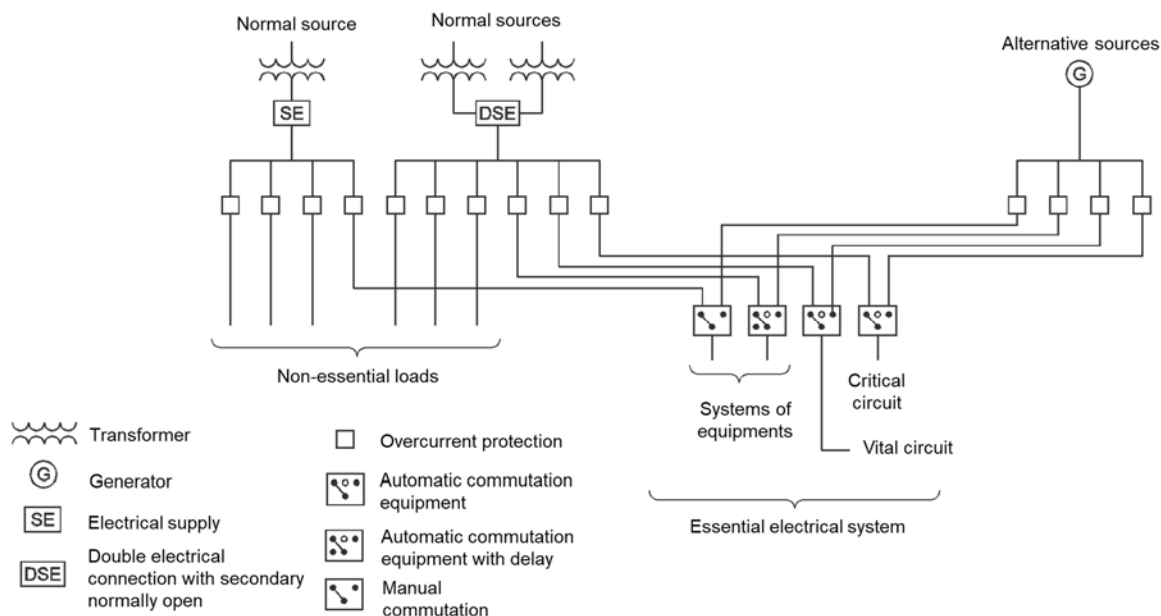 Normal source
Normal sources
Alternative sources
G
SE
DSE
Non-essential loads
Systems of
equipments
Critical
circuit
Vital circuit
Essential electrical system
Transformer
G
Generator
SE
Electrical supply
DSE
Double electrical
connection with secondary
normally open
Overcurrent protection
Automatic commutation
equipment
Automatic commutation
equipment with delay
Manual
commutation